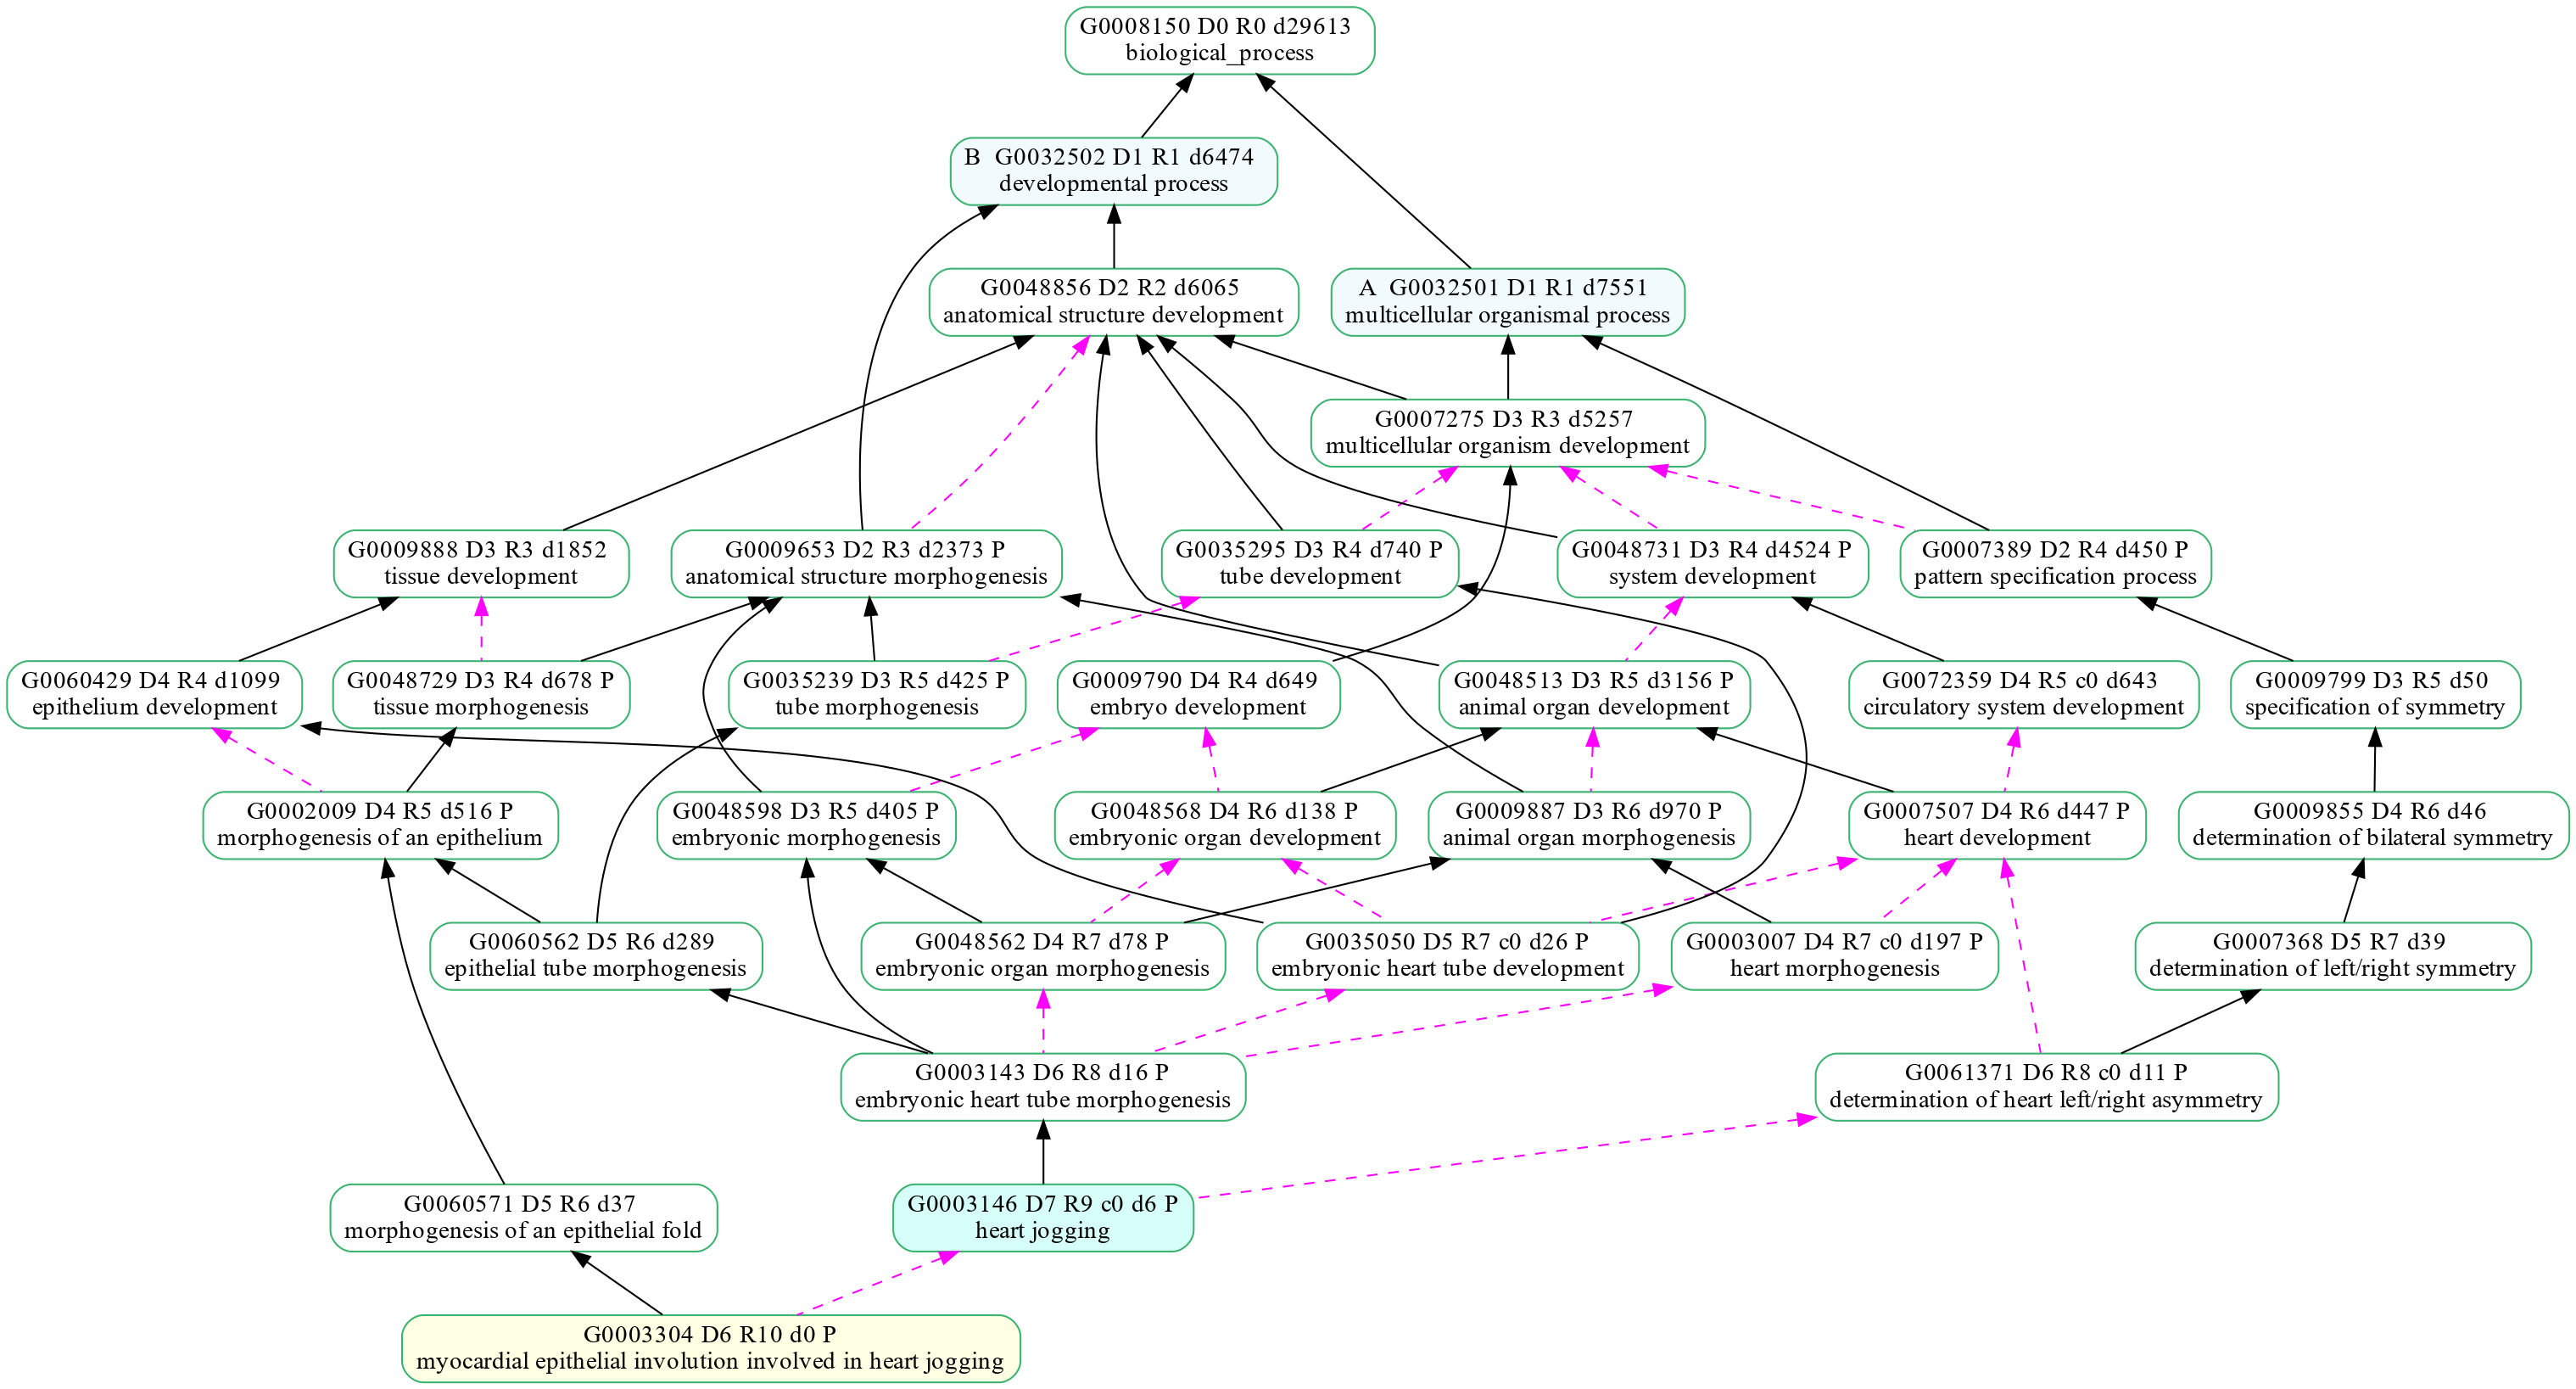 G0008150 D0 R0 d29613
biological_process
B  G0032502 D1 R1 d6474
developmental process
G0048856 D2 R2 d6065
anatomical structure development
A  G0032501 D1 R1 d7551
multicellular organismal process
G0007275 D3 R3 d5257
multicellular organism development
G0009888 D3 R3 d1852
tissue development
G0009653 D2 R3 d2373 P
anatomical structure morphogenesis
G0035295 D3 R4 d740 P
tube development
G0048731 D3 R4 d4524 P
system development
G0007389 D2 R4 d450 P
pattern specification process
G0060429 D4 R4 d1099
epithelium development
G0048729 D3 R4 d678 P
tissue morphogenesis
G0035239 D3 R5 d425 P
tube morphogenesis
G0009790 D4 R4 d649
embryo development
G0048513 D3 R5 d3156 P
animal organ development
G0072359 D4 R5 c0 d643
circulatory system development
G0009799 D3 R5 d50
specification of symmetry
G0002009 D4 R5 d516 P
morphogenesis of an epithelium
G0048598 D3 R5 d405 P
embryonic morphogenesis
G0048568 D4 R6 d138 P
embryonic organ development
G0009887 D3 R6 d970 P
animal organ morphogenesis
G0007507 D4 R6 d447 P
heart development
G0009855 D4 R6 d46
determination of bilateral symmetry
G0060562 D5 R6 d289
epithelial tube morphogenesis
G0048562 D4 R7 d78 P
embryonic organ morphogenesis
G0035050 D5 R7 c0 d26 P
embryonic heart tube development
G0003007 D4 R7 c0 d197 P
heart morphogenesis
G0007368 D5 R7 d39
determination of left/right symmetry
G0003143 D6 R8 d16 P
embryonic heart tube morphogenesis
G0061371 D6 R8 c0 d11 P
determination of heart left/right asymmetry
G0060571 D5 R6 d37
morphogenesis of an epithelial fold
G0003146 D7 R9 c0 d6 P
heart jogging
G0003304 D6 R10 d0 P
myocardial epithelial involution involved in heart jogging